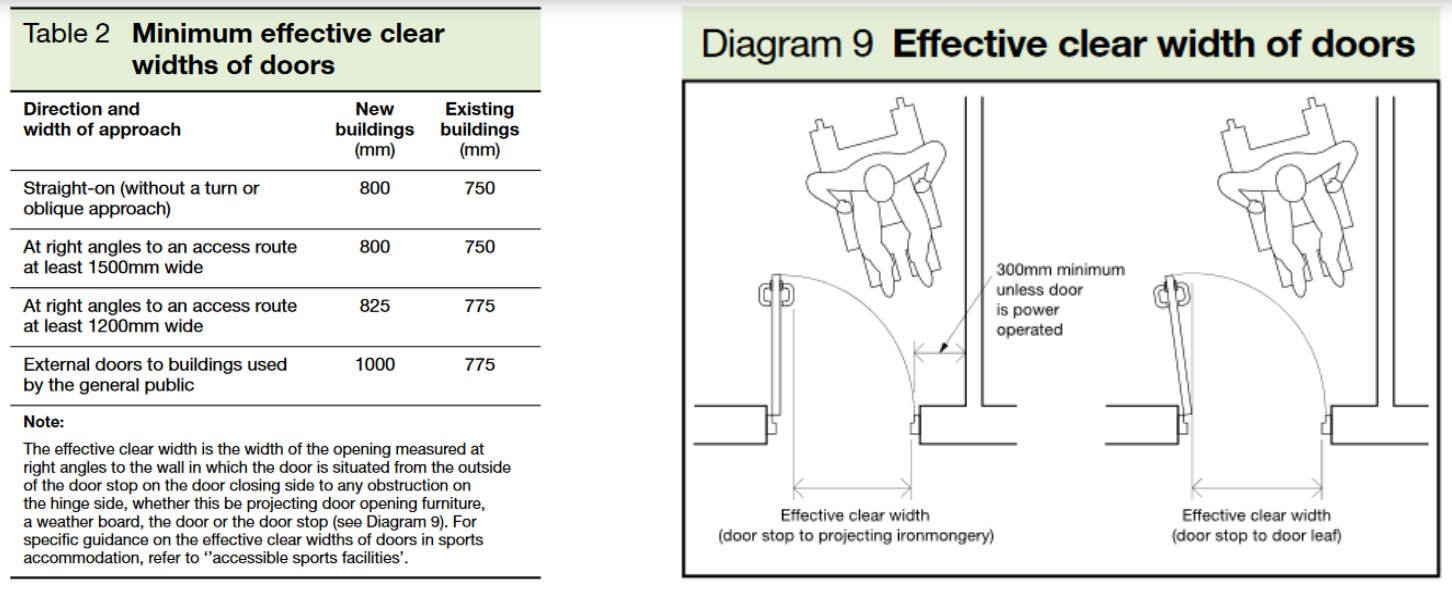 Table 2 Minimum effective clear
widths of doors
Direction and
width of approach
New
buildings
(mm)
Existing
buildings
(mm)
Straight-on (without a turn or
oblique approach)
800
750
At right angles to an access route
at least 1500mm wide
800
750
At right angles to an access route
at least 1200mm wide
825
775
External doors to buildings used
by the general public
1000
775
Note:
The effective clear width is the width of the opening measured at
right angles to the wall in which the door is situated from the outside
of the door stop on the door closing side to any obstruction on
the hinge side, whether this be projecting door opening furniture,
a weather board, the door or the door stop (see Diagram 9). For
specific guidance on the effective clear widths of doors in sports
accommodation, refer to ‘’accessible sports facilities’.
Diagram 9 Effective clear width of doors
300mm minimum
unless door
is power
operated
Effective clear width
(door stop to projecting ironmongery)
Effective clear width
(door stop to door leaf)